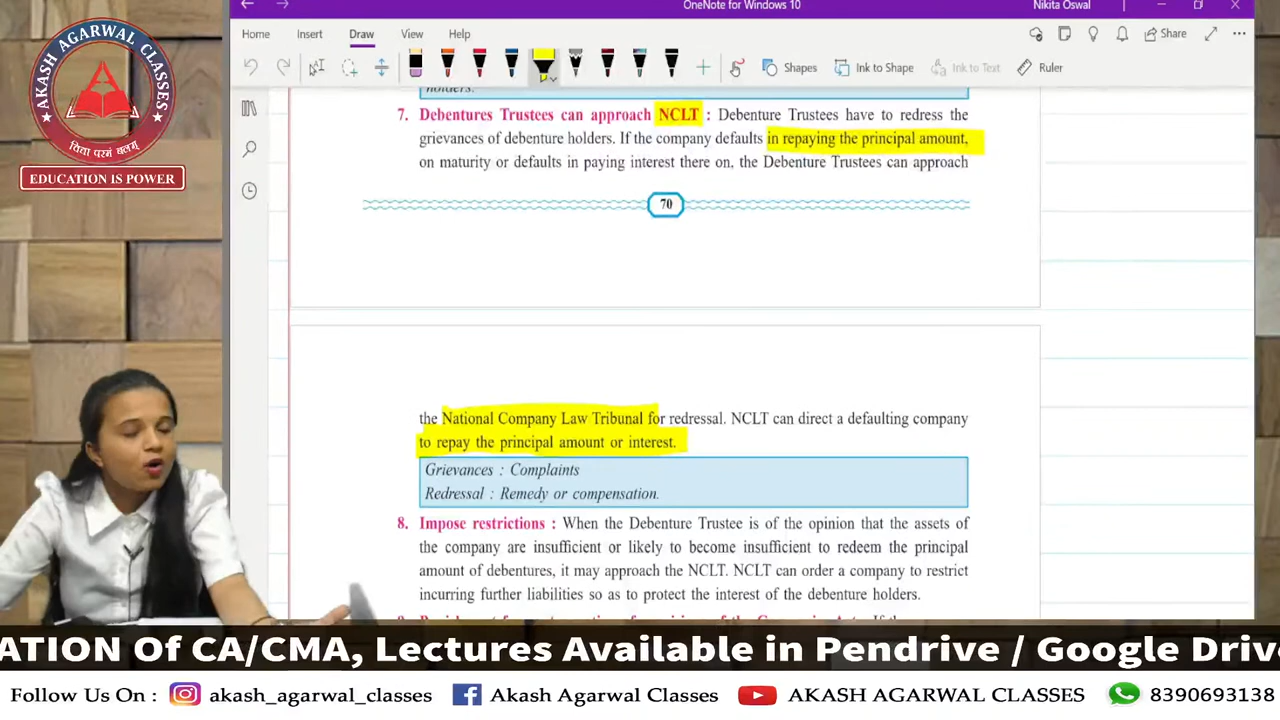 OneNote for Windows 10
Nikita Oswal
Home
Insert
Draw
View
Help
Share
Shapes
Ink to Shape
Ink to Text
Ruler
AKASH AGARWAL CLASSES
विद्या परमं बलम्
EDUCATION IS POWER
holders.
7. Debentures Trustees can approach NCLT : Debenture Trustees have to redress the
grievances of debenture holders. If the company defaults in repaying the principal amount,
on maturity or defaults in paying interest there on, the Debenture Trustees can approach
70
the National Company Law Tribunal for redressal. NCLT can direct a defaulting company
to repay the principal amount or interest.
Grievances : Complaints
Redressal : Remedy or compensation.
8. Impose restrictions : When the Debenture Trustee is of the opinion that the assets of
the company are insufficient or likely to become insufficient to redeem the principal
amount of debentures, it may approach the NCLT. NCLT can order a company to restrict
incurring further liabilities so as to protect the interest of the debenture holders.
ATION Of CA/CMA, Lectures Available in Pendrive / Google Drive
Follow Us On :
akash_agarwal_classes
Akash Agarwal Classes
AKASH AGARWAL CLASSES
8390693138